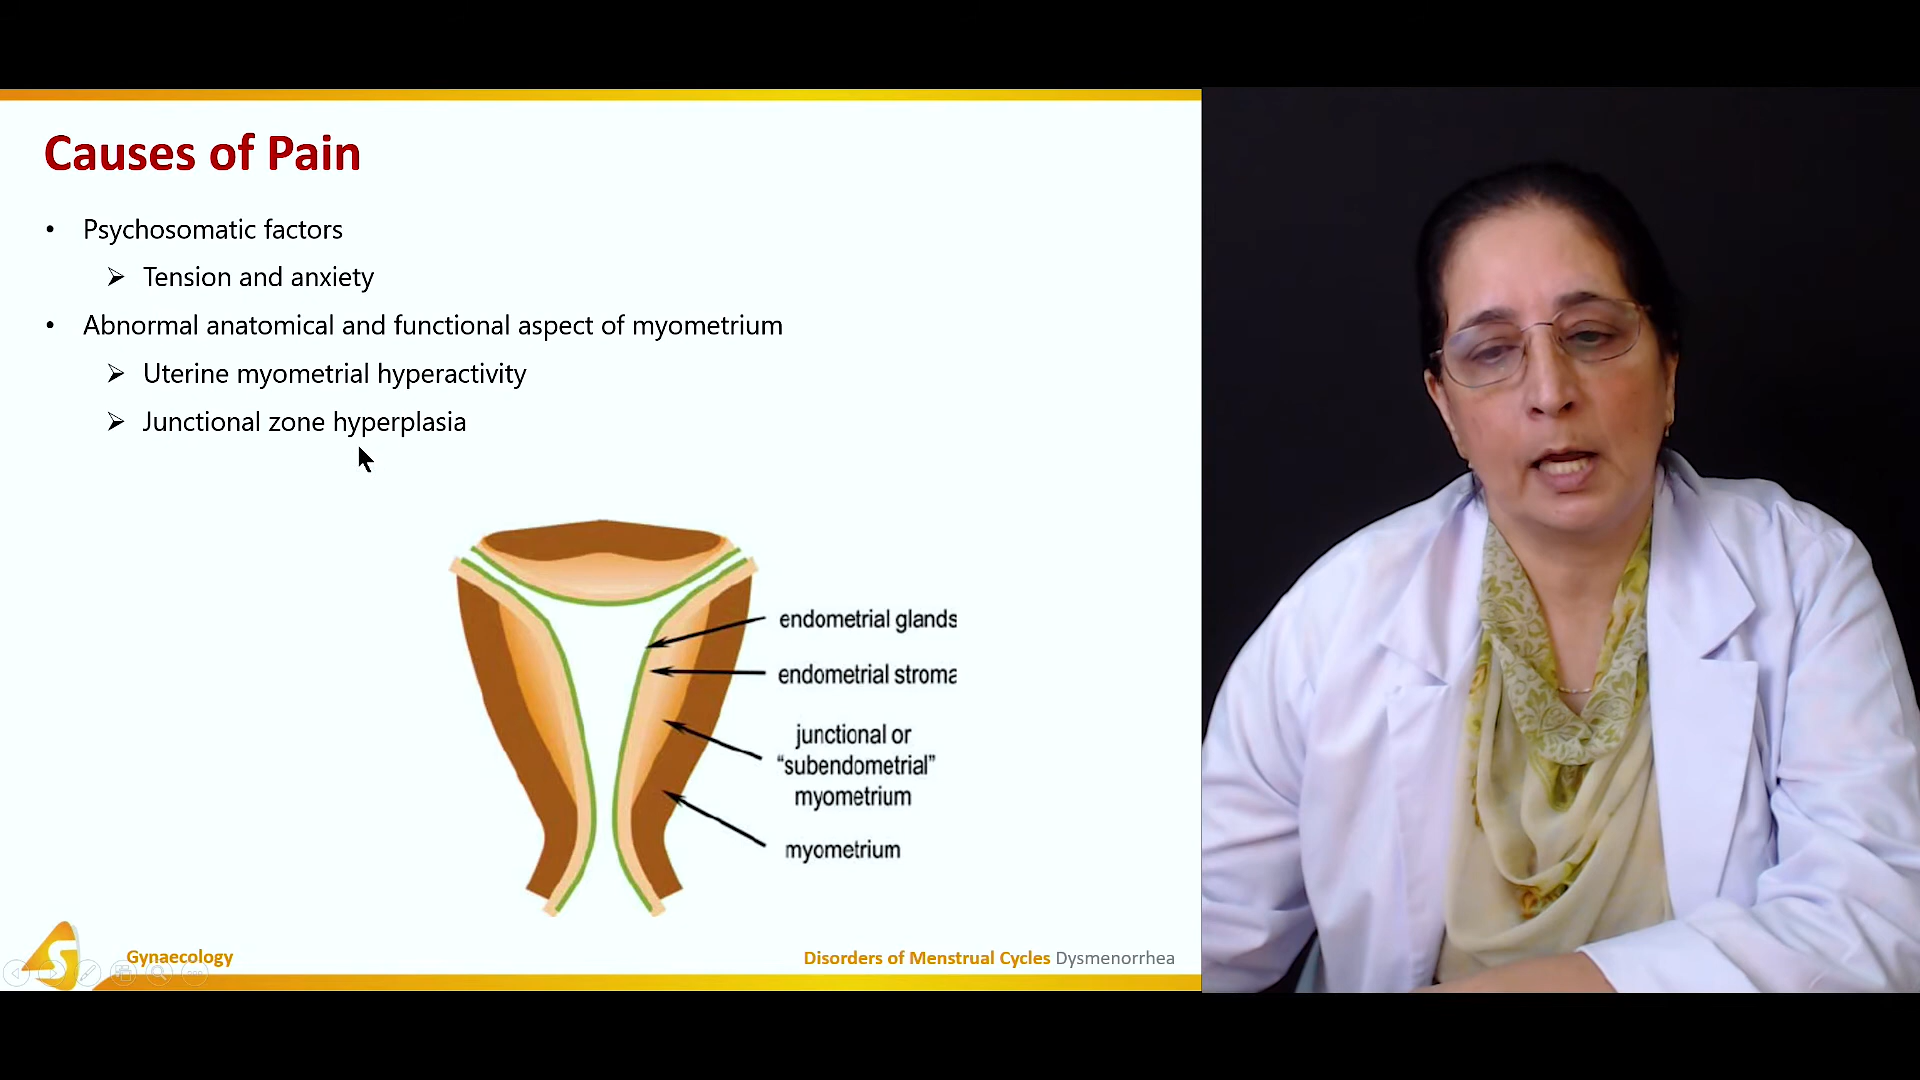 Causes of Pain
• Psychosomatic factors
➢ Tension and anxiety
• Abnormal anatomical and functional aspect of myometrium
➢ Uterine myometrial hyperactivity
➢ Junctional zone hyperplasia
endometrial glands
endometrial stroma
junctional or
“subendometrial”
myometrium
myometrium
S
Gynaecology
Disorders of Menstrual Cycles Dysmenorrhea